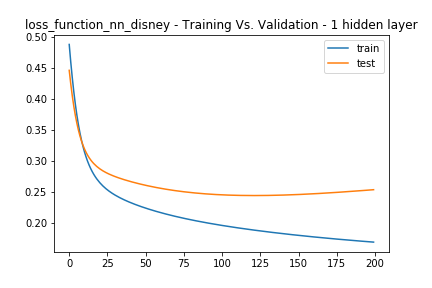 loss_function_nn_disney - Training Vs. Validation - 1 hidden layer
train
test
0.50
0.45
0.40
0.35
0.30
0.25
0.20
0 25 50 75 100 125 150 175 200